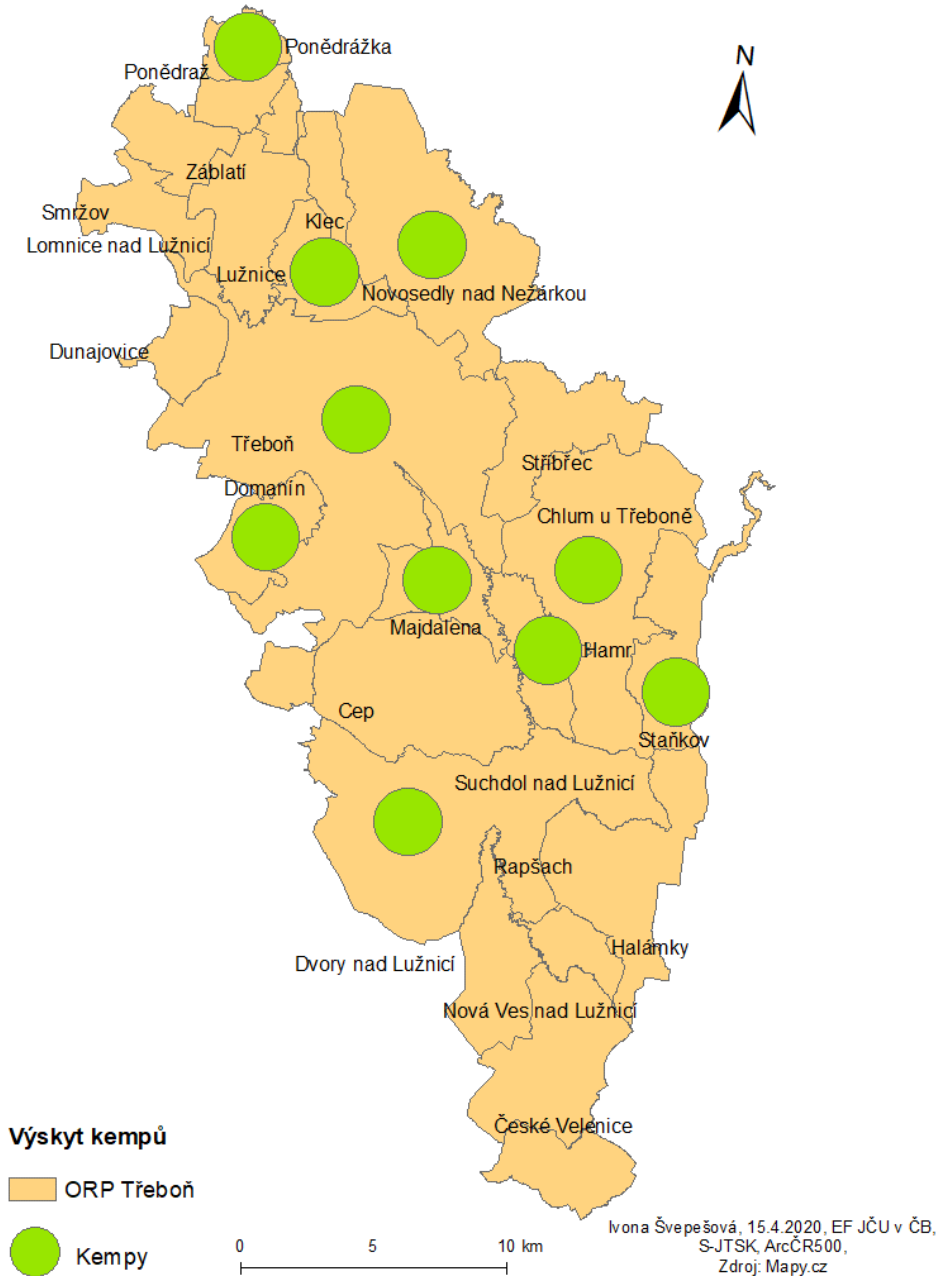 N
Ponědrážka
Ponědraž
Záblatí
Smržov
Klec
Lomnice nad Lužnicí
Lužnice
Novosedly nad Nežárkou
Dunajovice
Třeboň
Stříbřec
Domanín
Chlum u Třeboně
Majdalena
Hamr
Cep
Staňkov
Suchdol nad Lužnicí
Rapšach
Halámky
Dvory nad Lužnicí
Nová Ves nad Lužnicí
České Velenice
Výskyt kempů
ORP Třeboň
Kempy
0 5 10 km
Ivona Švepešová, 15.4.2020, EF JČU v ČB,
S-JTSK, ArcČR500,
Zdroj: Mapy.cz